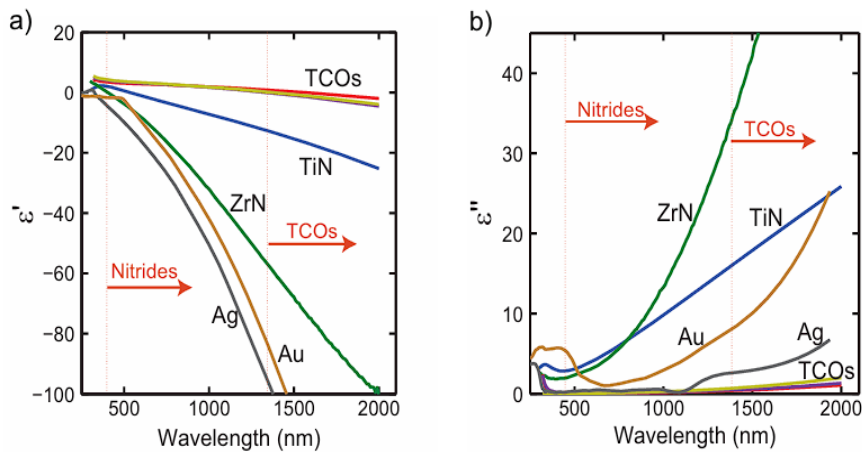 a)
20
0
−20
−40
−60
−80
−100
ε'
TCOs
TiN
ZrN
TCOs
Nitrides
Ag
Au
500
1000
1500
2000
Wavelength (nm)
b)
40
30
20
10
0
ε''
Nitrides
TCOs
ZrN
TiN
Au
Ag
TCOs
500
1000
1500
2000
Wavelength (nm)